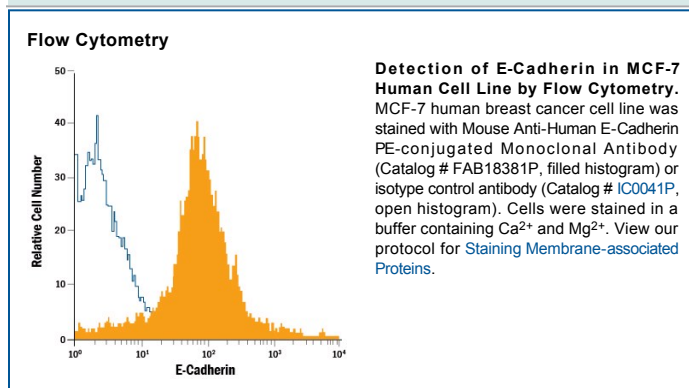 Flow Cytometry
50
40
30
20
10
0
Relative Cell Number
10⁰ 10¹ 10² 10³ 10⁴
E-Cadherin
Detection of E-Cadherin in MCF-7
Human Cell Line by Flow Cytometry.
MCF-7 human breast cancer cell line was
stained with Mouse Anti-Human E-Cadherin
PE-conjugated Monoclonal Antibody
(Catalog # FAB18381P, filled histogram) or
isotype control antibody (Catalog # IC0041P,
open histogram). Cells were stained in a
buffer containing Ca²⁺ and Mg²⁺. View our
protocol for Staining Membrane-associated
Proteins.